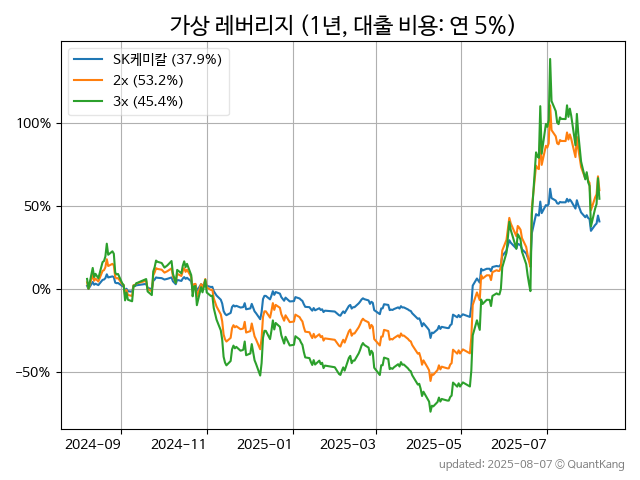 가상 레버리지 (1년, 대출 비용: 연 5%)
SK케미칼 (37.9%)
2x (53.2%)
3x (45.4%)
100%
50%
0%
−50%
2024-09
2024-11
2025-01
2025-03
2025-05
2025-07
updated: 2025-08-07 © QuantKang